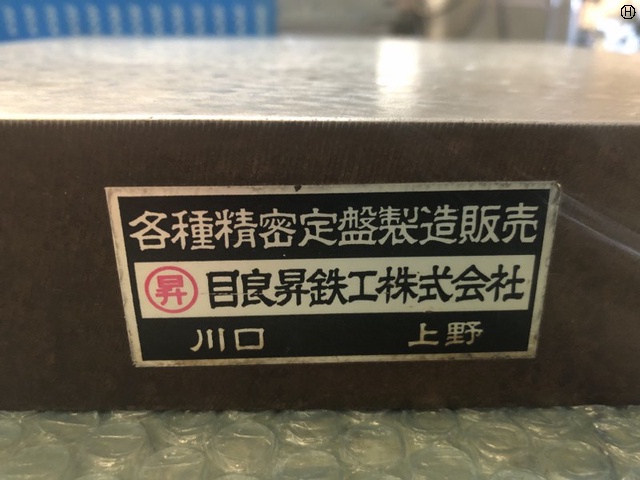 各種精密定盤製造販売
昇 目良昇鉄工株式会社
川口 上野
H